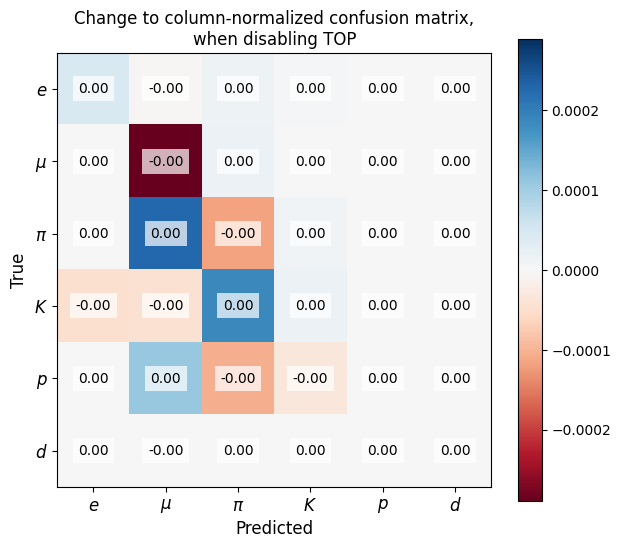 Change to column-normalized confusion matrix,
when disabling TOP
e 0.00 -0.00 0.00 0.00 0.00 0.00
μ 0.00 -0.00 0.00 0.00 0.00 0.00
π 0.00 0.00 -0.00 0.00 0.00 0.00
K -0.00 -0.00 0.00 0.00 0.00 0.00
p 0.00 0.00 -0.00 -0.00 0.00 0.00
d 0.00 -0.00 0.00 0.00 0.00 0.00
e μ π K p d
Predicted
True
0.0002
0.0001
0.0000
−0.0001
−0.0002